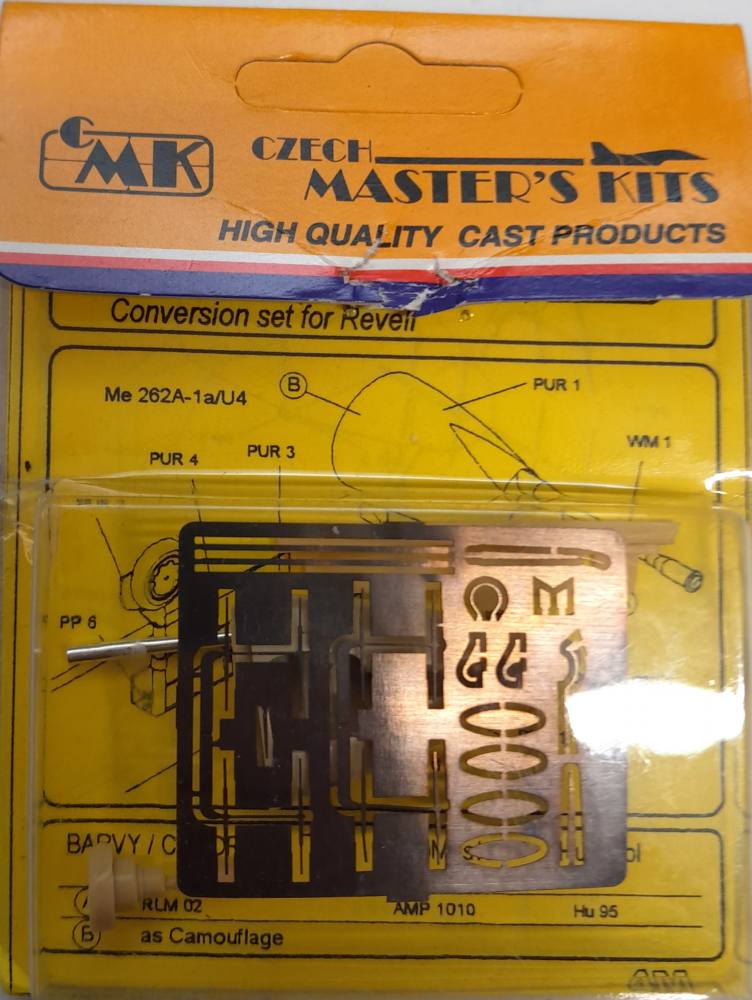 CMK
CZECH
MASTER'S KITS
HIGH QUALITY CAST PRODUCTS
Conversion set for Revell
Me 262A-1a/U4
B
PUR 1
PUR 4
PUR 3
WM 1
PP 6
BARVY /
A RLM 02 AMP 1010 Hu 95
B as Camouflage